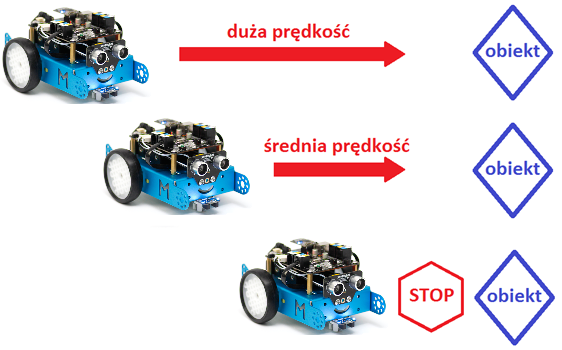 duża prędkość
obiekt
średnia prędkość
obiekt
STOP
obiekt
M
M
M